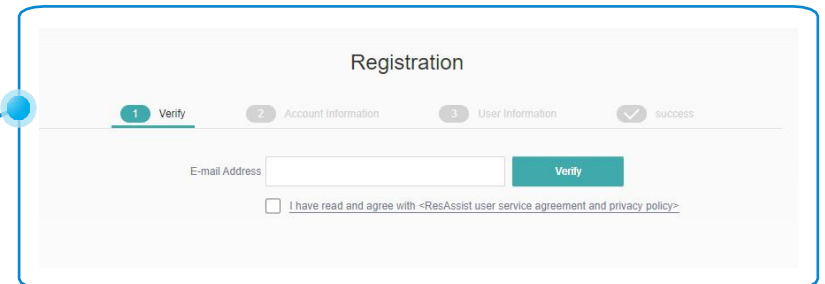 Registration
1 Verify 2 Account Information 3 User Information success
E-mail Address Verify
I have read and agree with <ResAssist user service agreement and privacy policy>